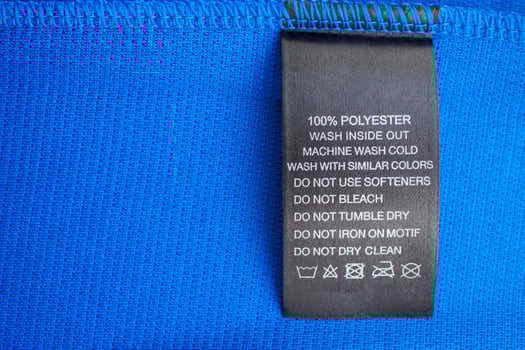 100% POLYESTER
WASH INSIDE OUT
MACHINE WASH COLD
WASH WITH SIMILAR COLORS
DO NOT USE SOFTENERS
DO NOT BLEACH
DO NOT TUMBLE DRY
DO NOT IRON ON MOTIF
DO NOT DRY CLEAN